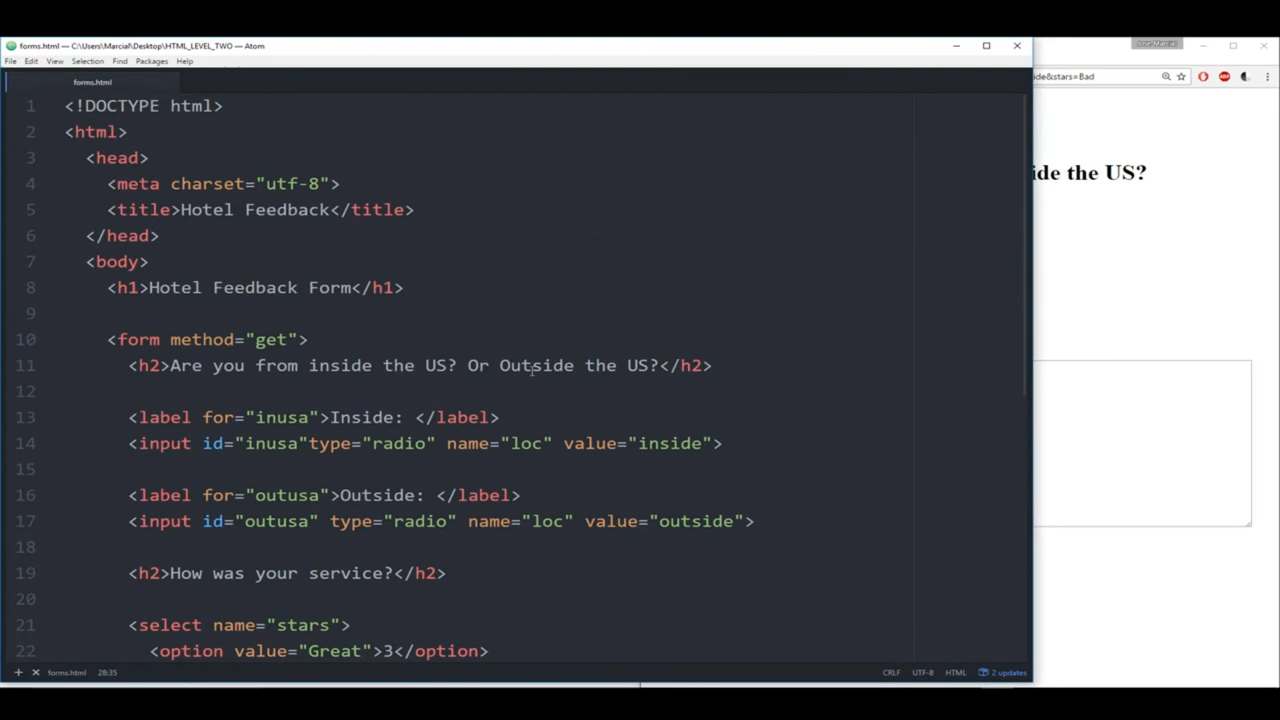 forms.html — C:\Users\Marcial\Desktop\HTML_LEVEL_TWO — Atom
Jose Marcial
File Edit View Selection Find Packages Help
ide&stars=Bad
forms.html
1 <!DOCTYPE html>
2 <html>
3 <head>
4 <meta charset="utf-8">
5 <title>Hotel Feedback</title>
6 </head>
7 <body>
8 <h1>Hotel Feedback Form</h1>
9
10 <form method="get">
11 <h2>Are you from inside the US? Or Outside the US?</h2>
12
13 <label for="inusa">Inside: </label>
14 <input id="inusa"type="radio" name="loc" value="inside">
15
16 <label for="outusa">Outside: </label>
17 <input id="outusa" type="radio" name="loc" value="outside">
18
19 <h2>How was your service?</h2>
20
21 <select name="stars">
22 <option value="Great">3</option>
ide the US?
forms.html 28:35 CRLF UTF-8 HTML 2 updates